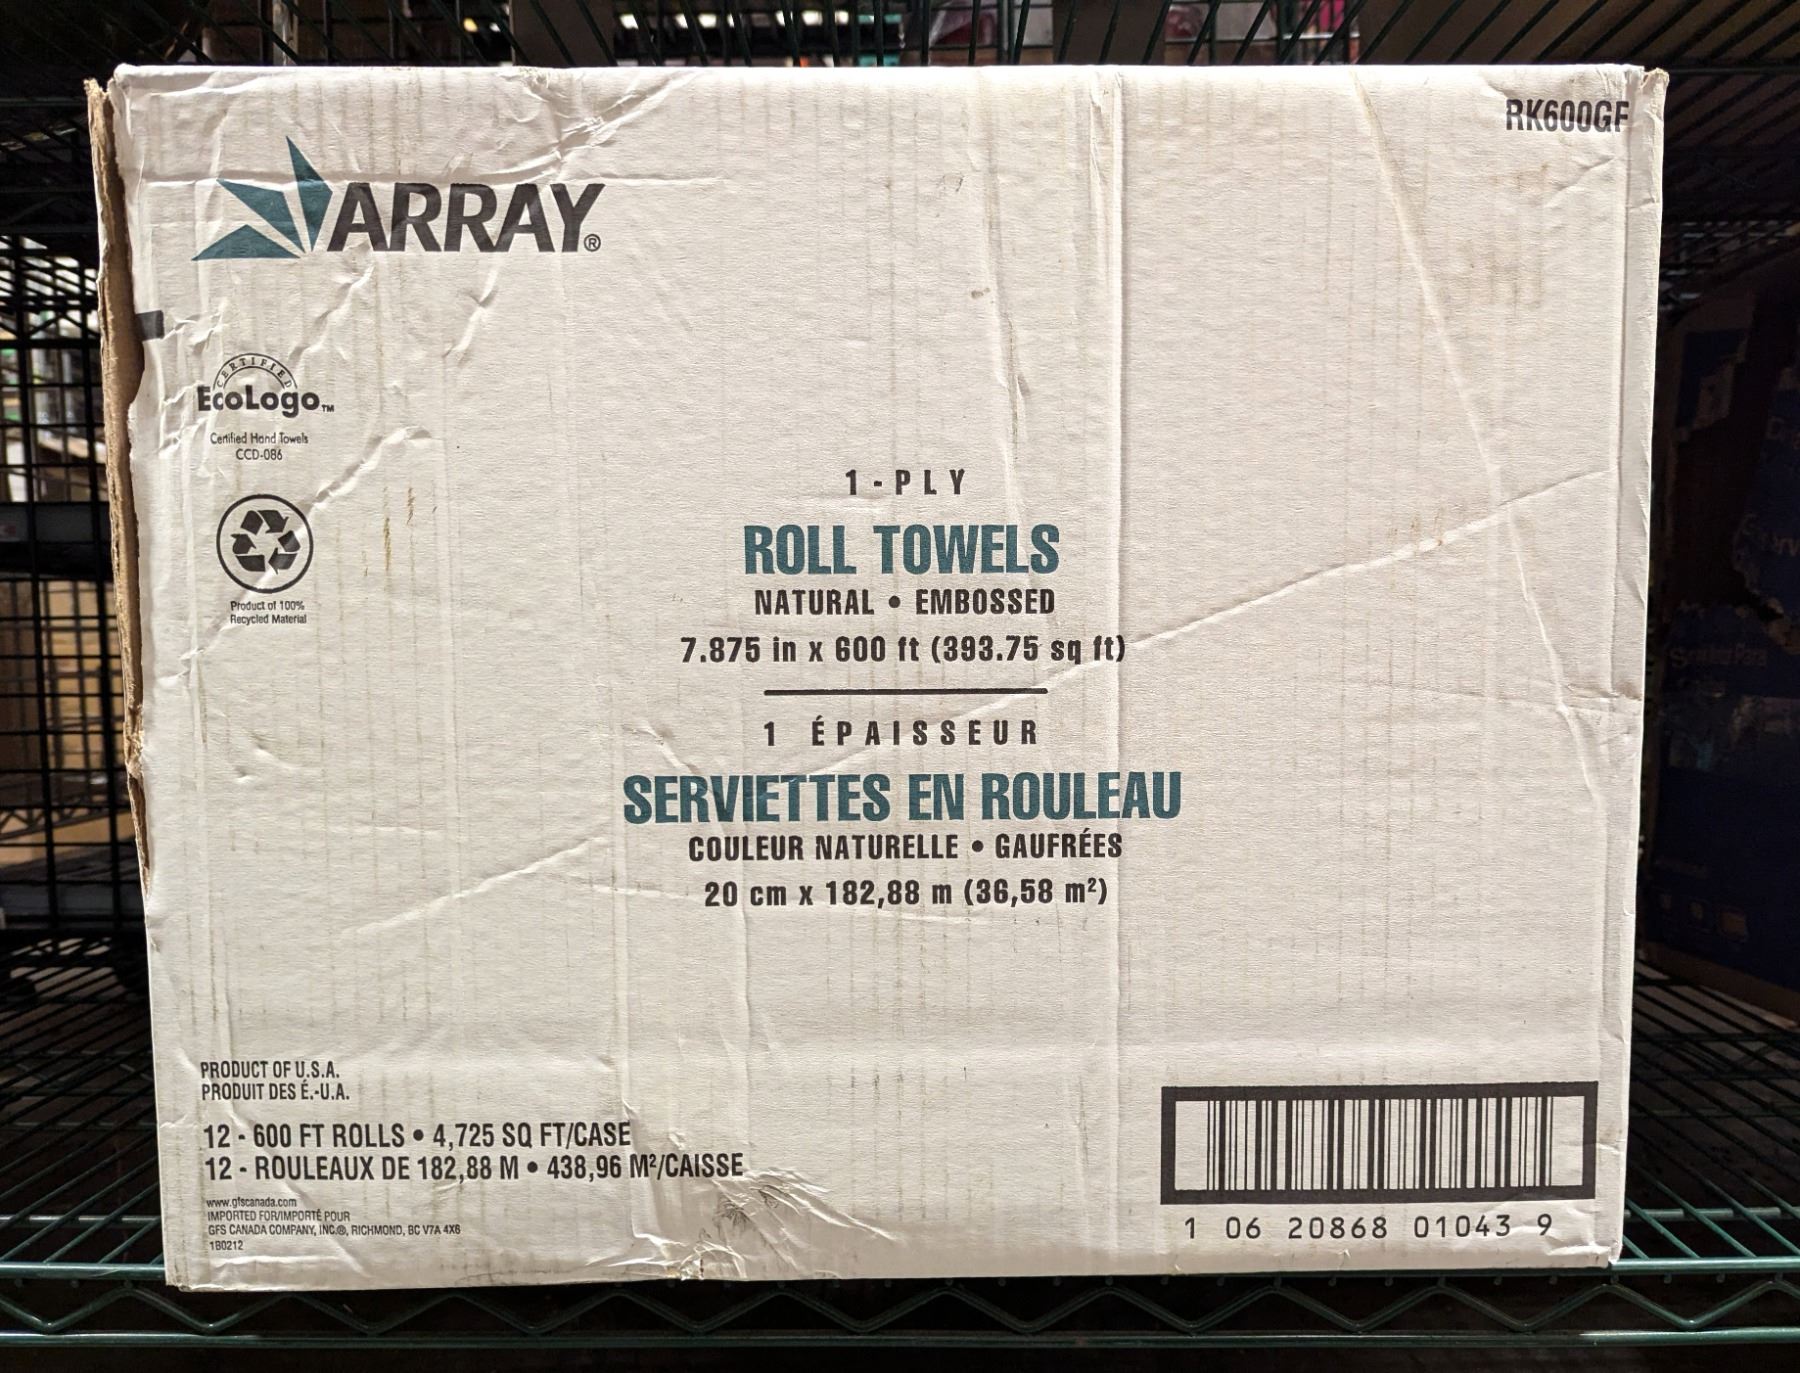 RK600GF
ARRAY®
CERTIFIED
EcoLogo™
Certified Hand Towels
CCD-086
Product of 100%
Recycled Material
1-PLY
ROLL TOWELS
NATURAL • EMBOSSED
7.875 in x 600 ft (393.75 sq ft)
1 ÉPAISSEUR
SERVIETTES EN ROULEAU
COULEUR NATURELLE • GAUFRÉES
20 cm x 182,88 m (36,58 m²)
PRODUCT OF U.S.A.
PRODUIT DES É.-U.A.
12 - 600 FT ROLLS • 4,725 SQ FT/CASE
12 - ROULEAUX DE 182,88 M • 438,96 M²/CAISSE
www.gfscanada.com
IMPORTED FOR/IMPORTÉ POUR
GFS CANADA COMPANY, INC.®, RICHMOND, BC V7A 4X6
180212
1 06 20868 01043 9